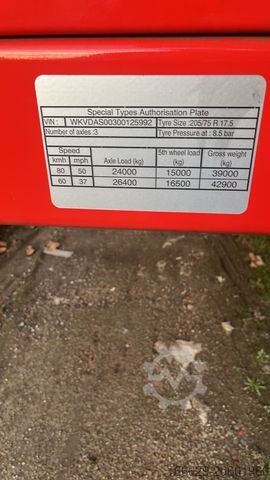 Special Types Authorisation Plate
VIN : WKVDAS00300125992 Tyre Size :205/75 R.17.5
Number of axles :3 Tyre Pressure at : 8.5 bar
Speed Axle Load (kg) 5th wheel load (kg) Gross weight (kg)
kmh mph
80 50 24000 15000 39000
60 37 26400 16500 42900